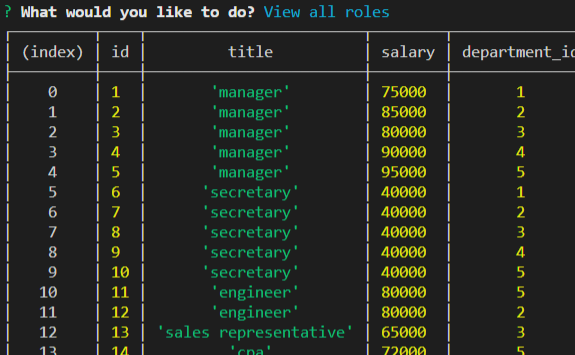 ? What would you like to do? View all roles
(index) id title salary department_id
0 1 'manager' 75000 1
1 2 'manager' 85000 2
2 3 'manager' 80000 3
3 4 'manager' 90000 4
4 5 'manager' 95000 5
5 6 'secretary' 40000 1
6 7 'secretary' 40000 2
7 8 'secretary' 40000 3
8 9 'secretary' 40000 4
9 10 'secretary' 40000 5
10 11 'engineer' 80000 5
11 12 'engineer' 80000 2
12 13 'sales representative' 65000 3
13 14 'cpa' 72000 5